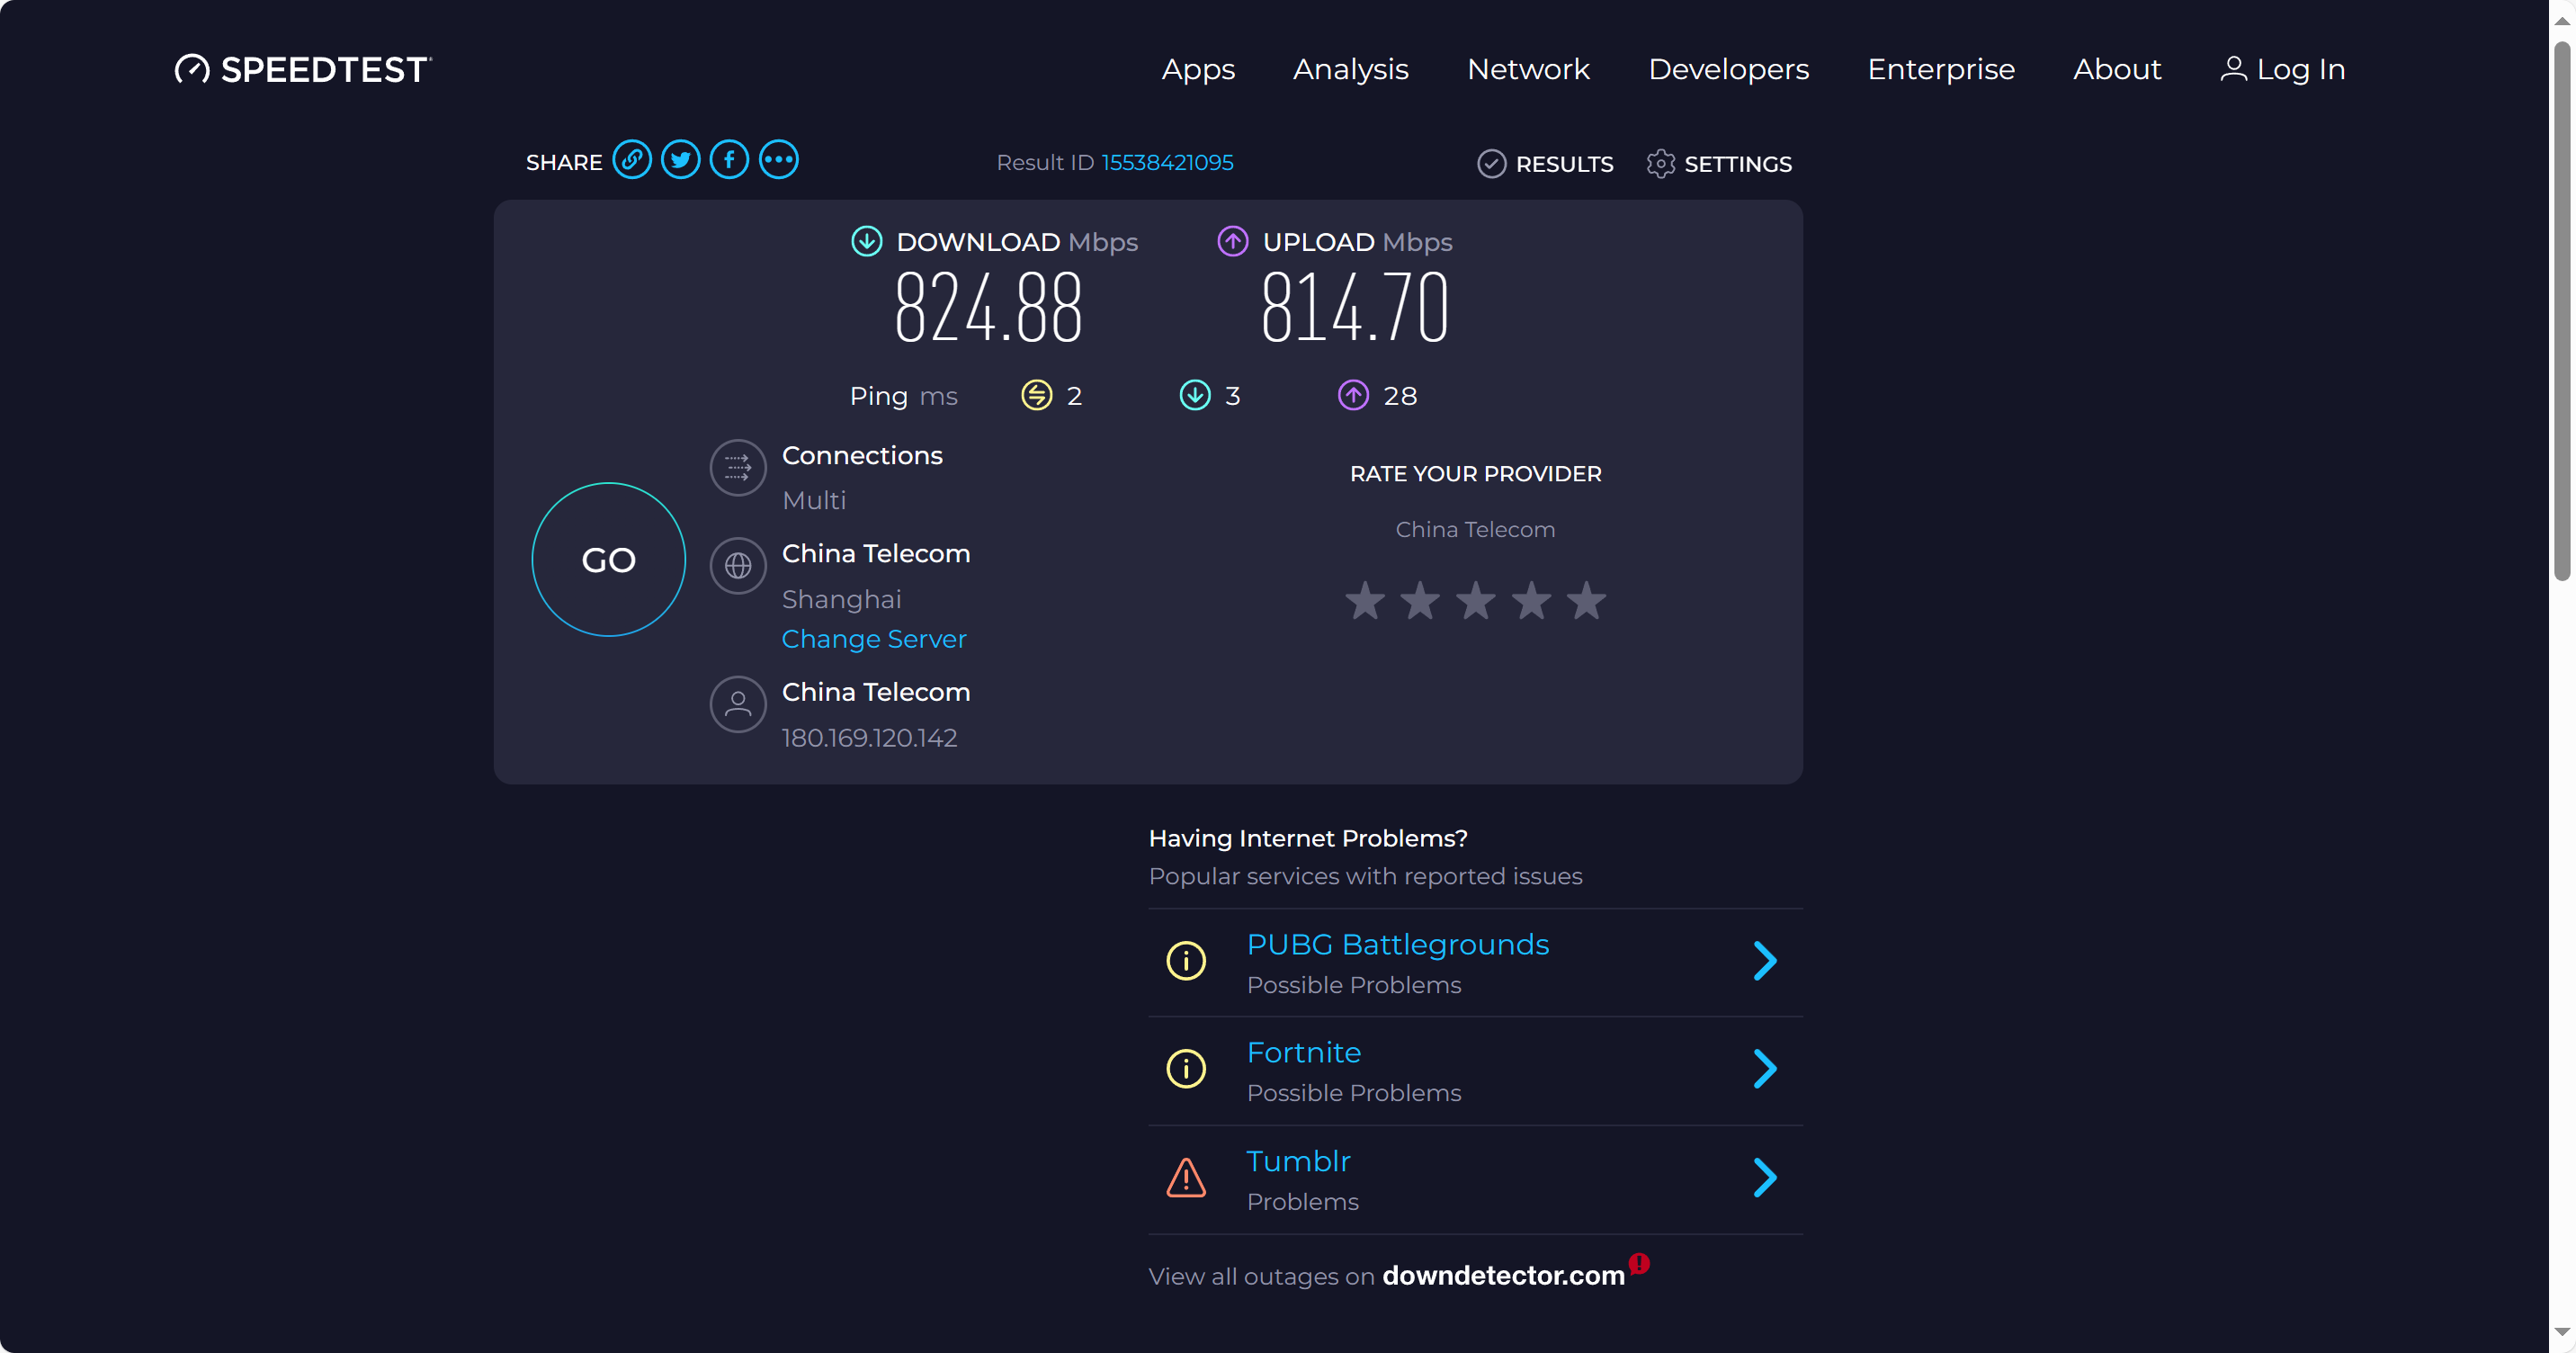 SPEEDTEST
Apps Analysis Network Developers Enterprise About Log In
SHARE Result ID 15538421095 RESULTS SETTINGS
DOWNLOAD Mbps UPLOAD Mbps
824.88 814.70
Ping ms 2 3 28
Connections
Multi
GO
China Telecom
Shanghai
Change Server
China Telecom
180.169.120.142
RATE YOUR PROVIDER
China Telecom
Having Internet Problems?
Popular services with reported issues
PUBG Battlegrounds
Possible Problems
Fortnite
Possible Problems
Tumblr
Problems
View all outages on downdetector.com